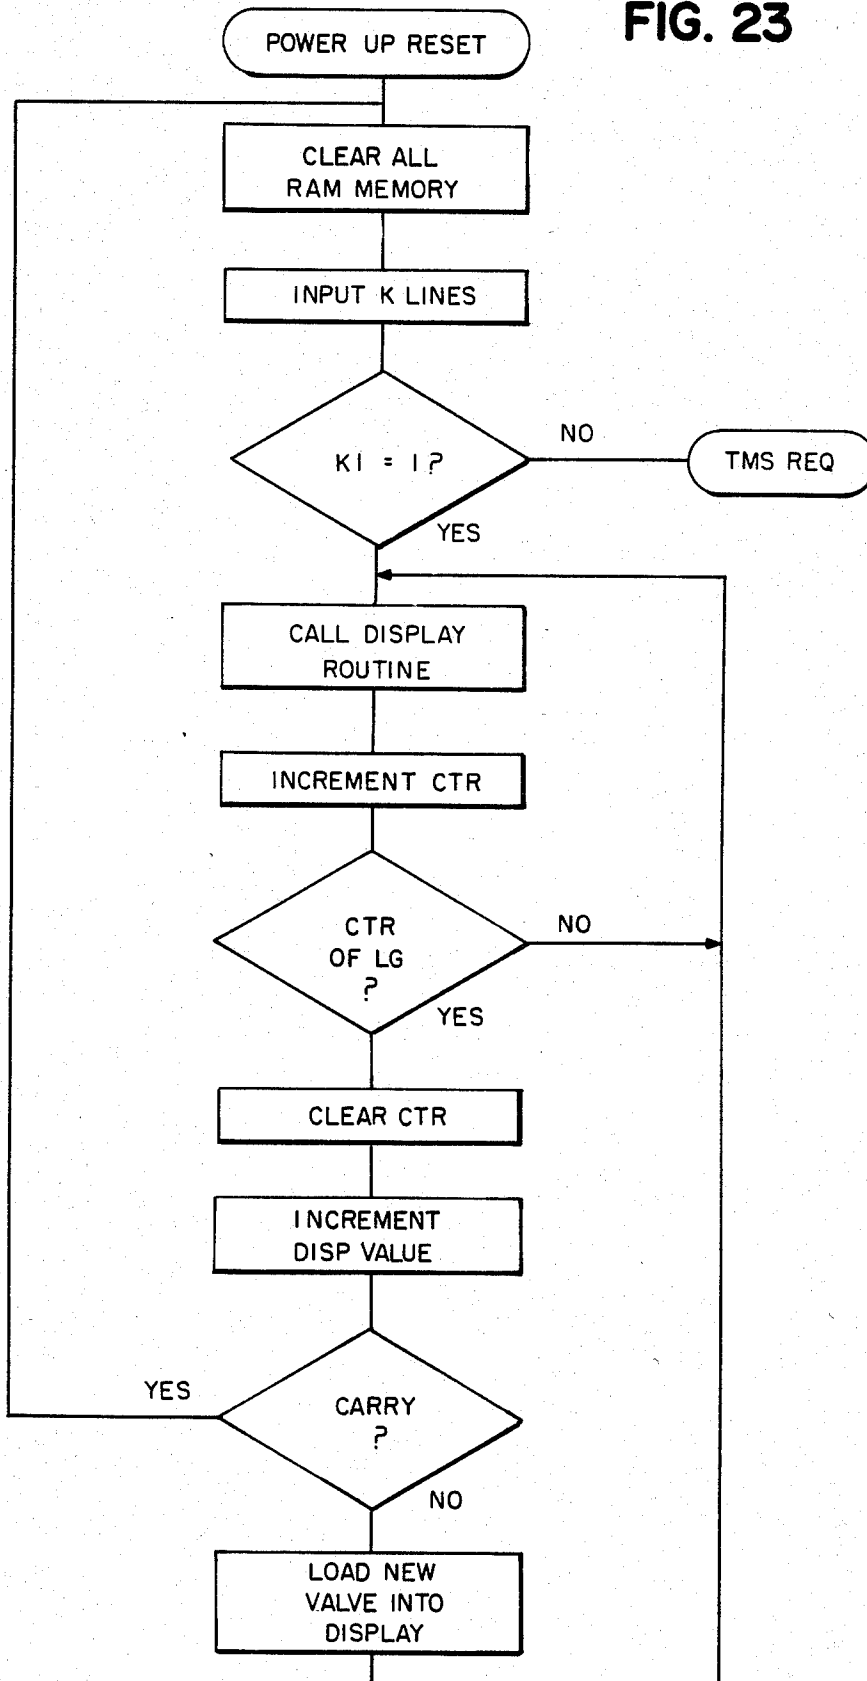 FIG. 23
POWER UP RESET
CLEAR ALL
RAM MEMORY
INPUT K LINES
K1 = 1?
NO
TMS REQ
YES
CALL DISPLAY
ROUTINE
INCREMENT CTR
CTR
OF LG
?
NO
YES
CLEAR CTR
INCREMENT
DISP VALUE
YES
CARRY
?
NO
LOAD NEW
VALVE INTO
DISPLAY